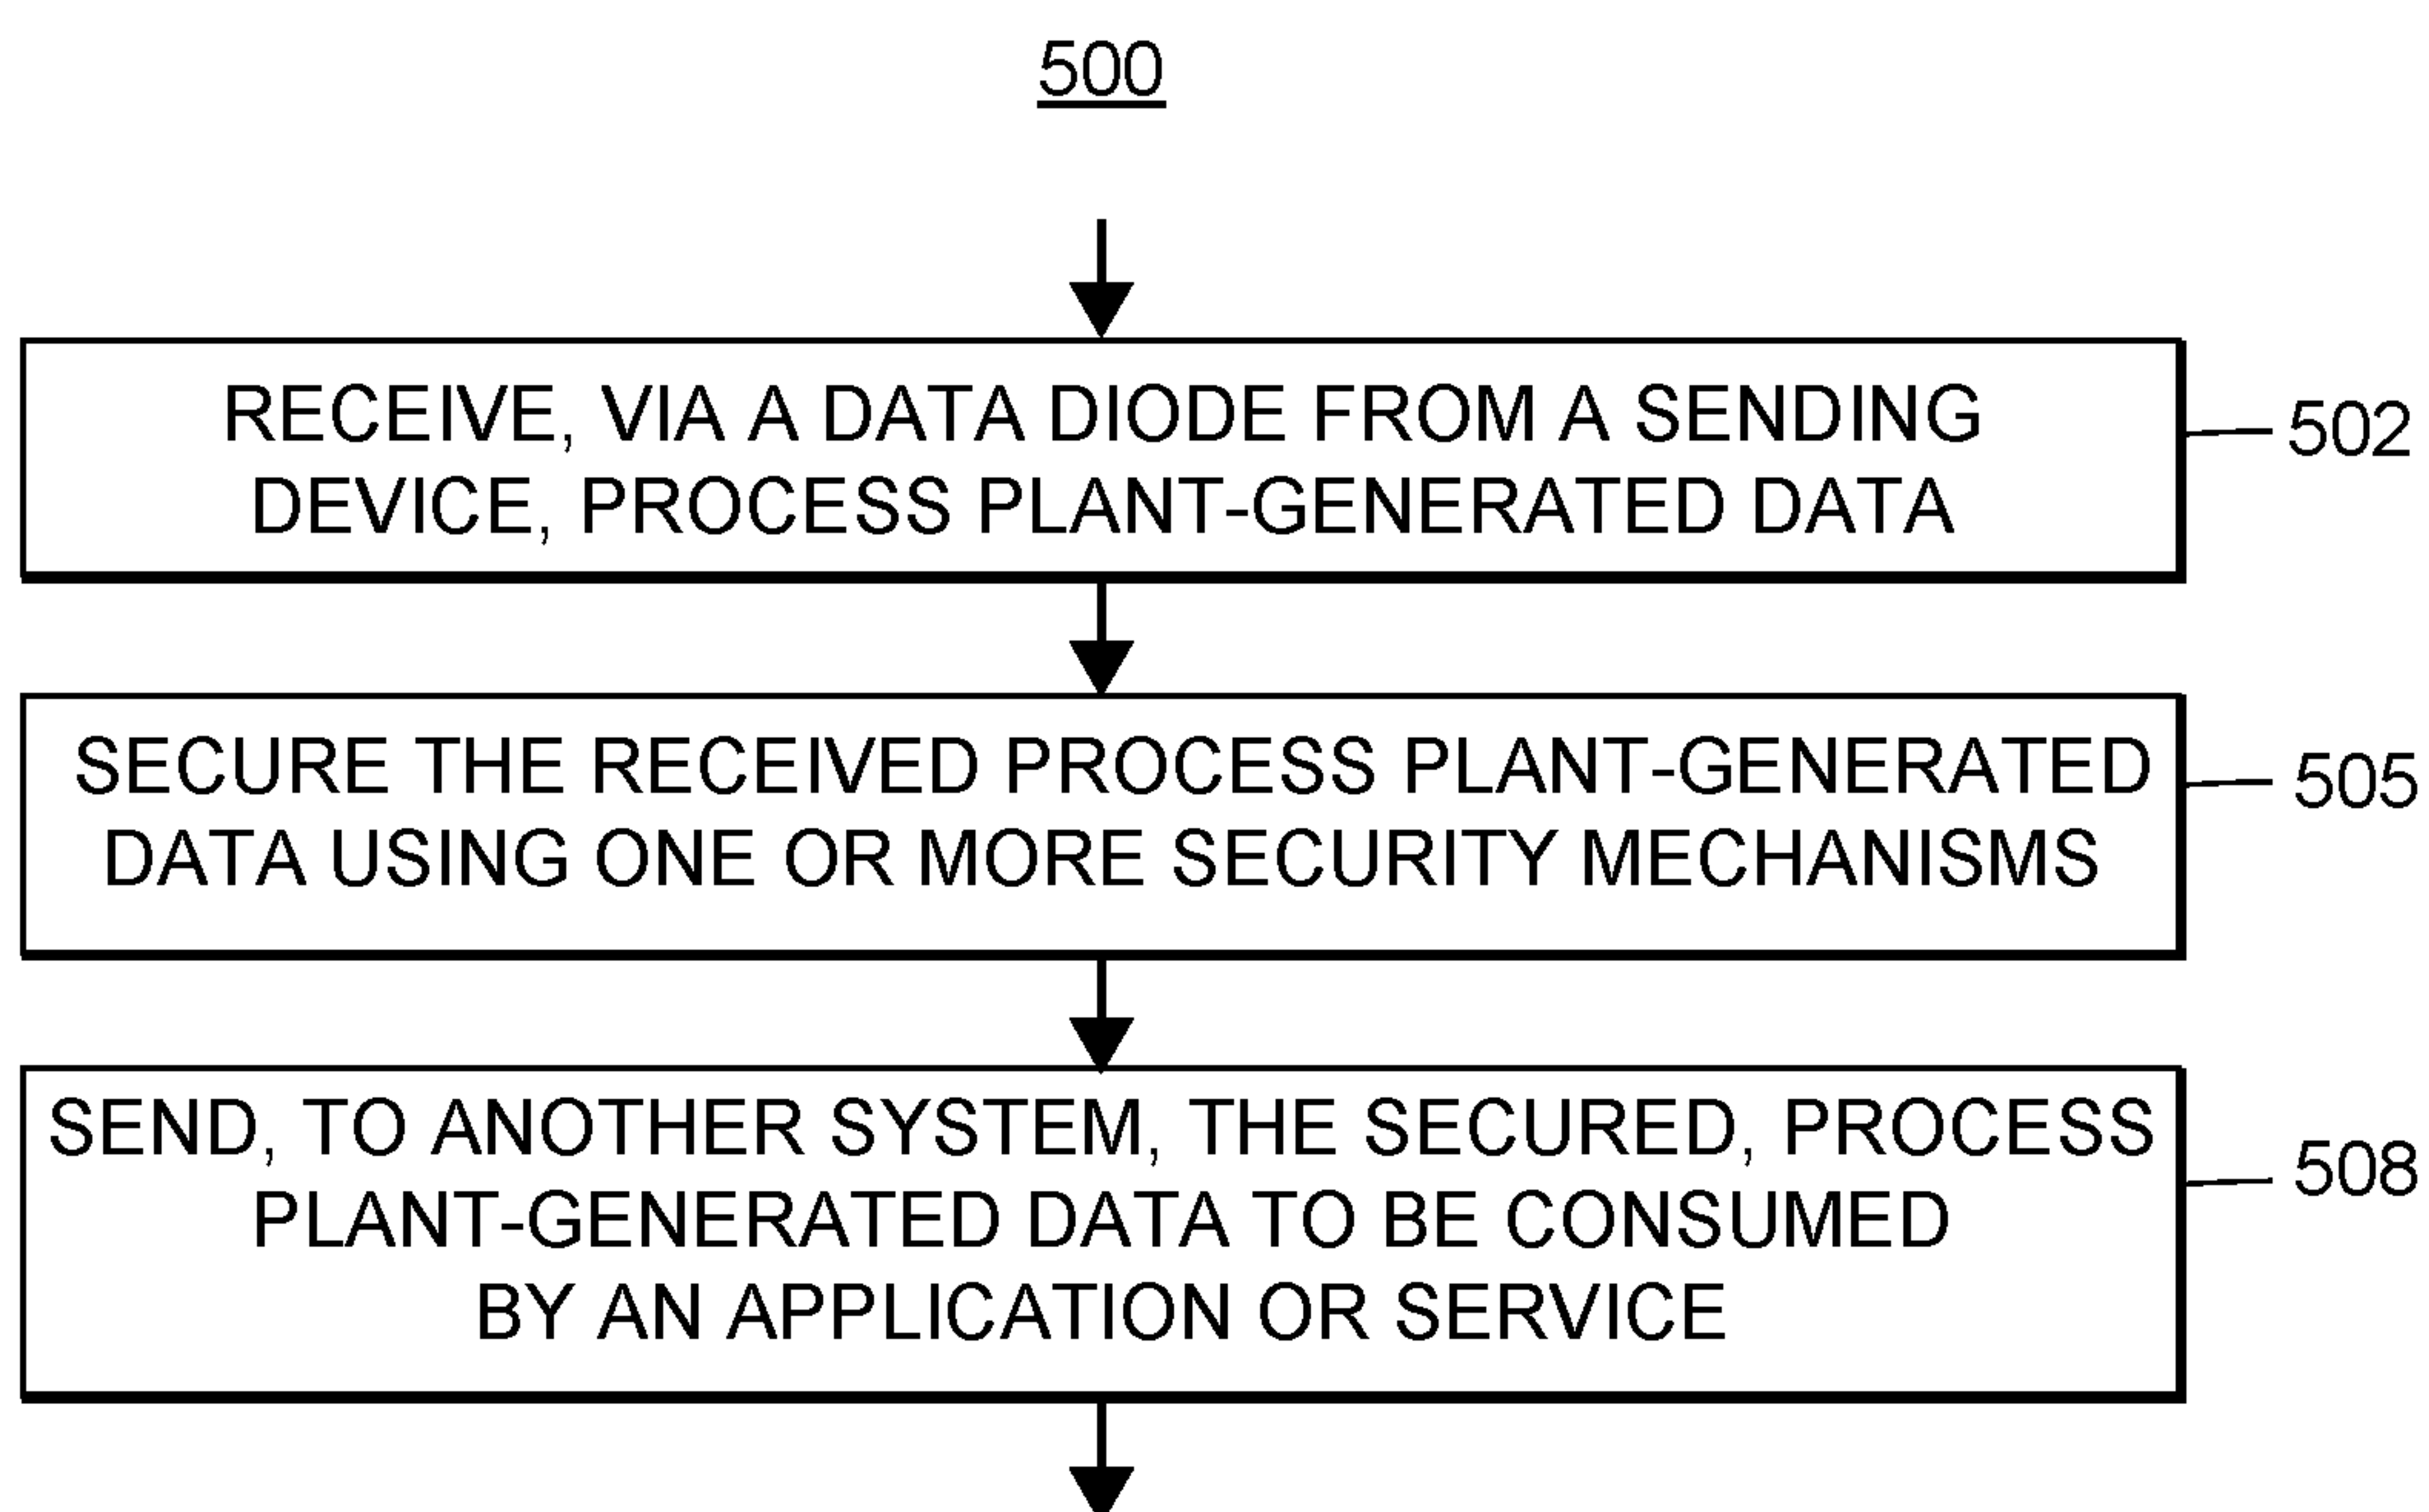 500
RECEIVE, VIA A DATA DIODE FROM A SENDING
DEVICE, PROCESS PLANT-GENERATED DATA
502
SECURE THE RECEIVED PROCESS PLANT-GENERATED
DATA USING ONE OR MORE SECURITY MECHANISMS
505
SEND, TO ANOTHER SYSTEM, THE SECURED, PROCESS
PLANT-GENERATED DATA TO BE CONSUMED
BY AN APPLICATION OR SERVICE
508